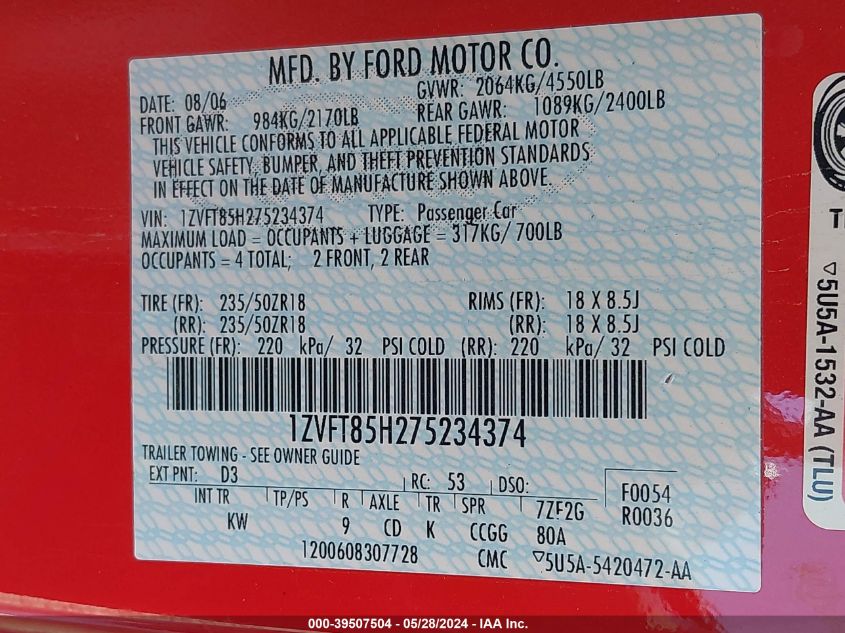 MFD. BY FORD MOTOR CO.
DATE: 08/06 GVWR: 2064KG/4550LB
FRONT GAWR: 984KG/2170LB REAR GAWR: 1089KG/2400LB
THIS VEHICLE CONFORMS TO ALL APPLICABLE FEDERAL MOTOR
VEHICLE SAFETY, BUMPER, AND THEFT PREVENTION STANDARDS
IN EFFECT ON THE DATE OF MANUFACTURE SHOWN ABOVE.
VIN: 1ZVFT85H275234374 TYPE: Passenger Car
MAXIMUM LOAD = OCCUPANTS + LUGGAGE = 317KG/ 700LB
OCCUPANTS = 4 TOTAL; 2 FRONT, 2 REAR
TIRE (FR): 235/50ZR18 RIMS (FR): 18 X 8.5J
(RR): 235/50ZR18 (RR): 18 X 8.5J
PRESSURE (FR): 220 kPa/ 32 PSI COLD (RR): 220 kPa/ 32 PSI COLD
1ZVFT85H275234374
TRAILER TOWING - SEE OWNER GUIDE
EXT PNT: D3 RC: 53 DSO:
INT TR TP/PS R AXLE TR SPR 7ZF2G F0054
KW 9 CD K CCGG 80A R0036
1200608307728 CMC ▽5U5A-5420472-AA
▽5U5A-1532-AA (TLU)
000-39507504 - 05/28/2024 - IAA Inc.